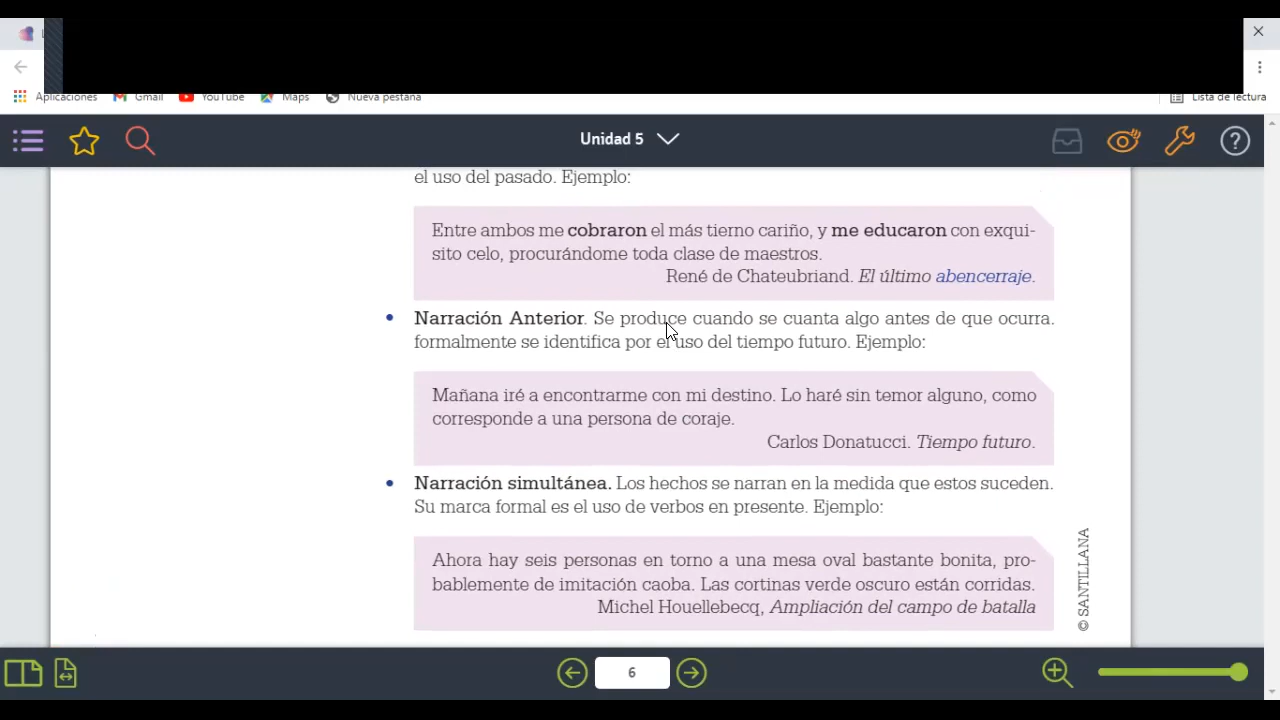 Aplicaciones Gmail YouTube Maps Nueva pestaña Lista de lectura
Unidad 5
el uso del pasado. Ejemplo:
Entre ambos me cobraron el más tierno cariño, y me educaron con exqui-
sito celo, procurándome toda clase de maestros.
René de Chateubriand. El último abencerraje.
• Narración Anterior. Se produce cuando se cuanta algo antes de que ocurra.
formalmente se identifica por el uso del tiempo futuro. Ejemplo:
Mañana iré a encontrarme con mi destino. Lo haré sin temor alguno, como
corresponde a una persona de coraje.
Carlos Donatucci. Tiempo futuro.
• Narración simultánea. Los hechos se narran en la medida que estos suceden.
Su marca formal es el uso de verbos en presente. Ejemplo:
Ahora hay seis personas en torno a una mesa oval bastante bonita, pro-
bablemente de imitación caoba. Las cortinas verde oscuro están corridas.
Michel Houellebecq, Ampliación del campo de batalla
© SANTILLANA
6